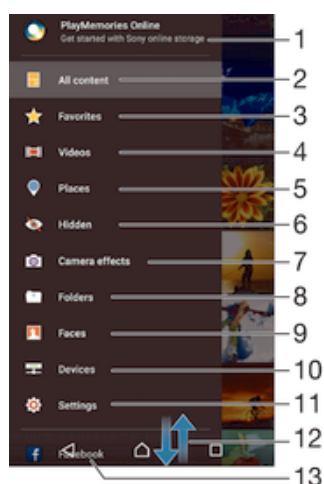 PlayMemories Online
Get started with Sony online storage
1
All content
2
Favorites
3
Videos
4
Places
5
Hidden
6
Camera effects
7
Folders
8
Faces
9
Devices
10
Settings
11
12
Facebook
13